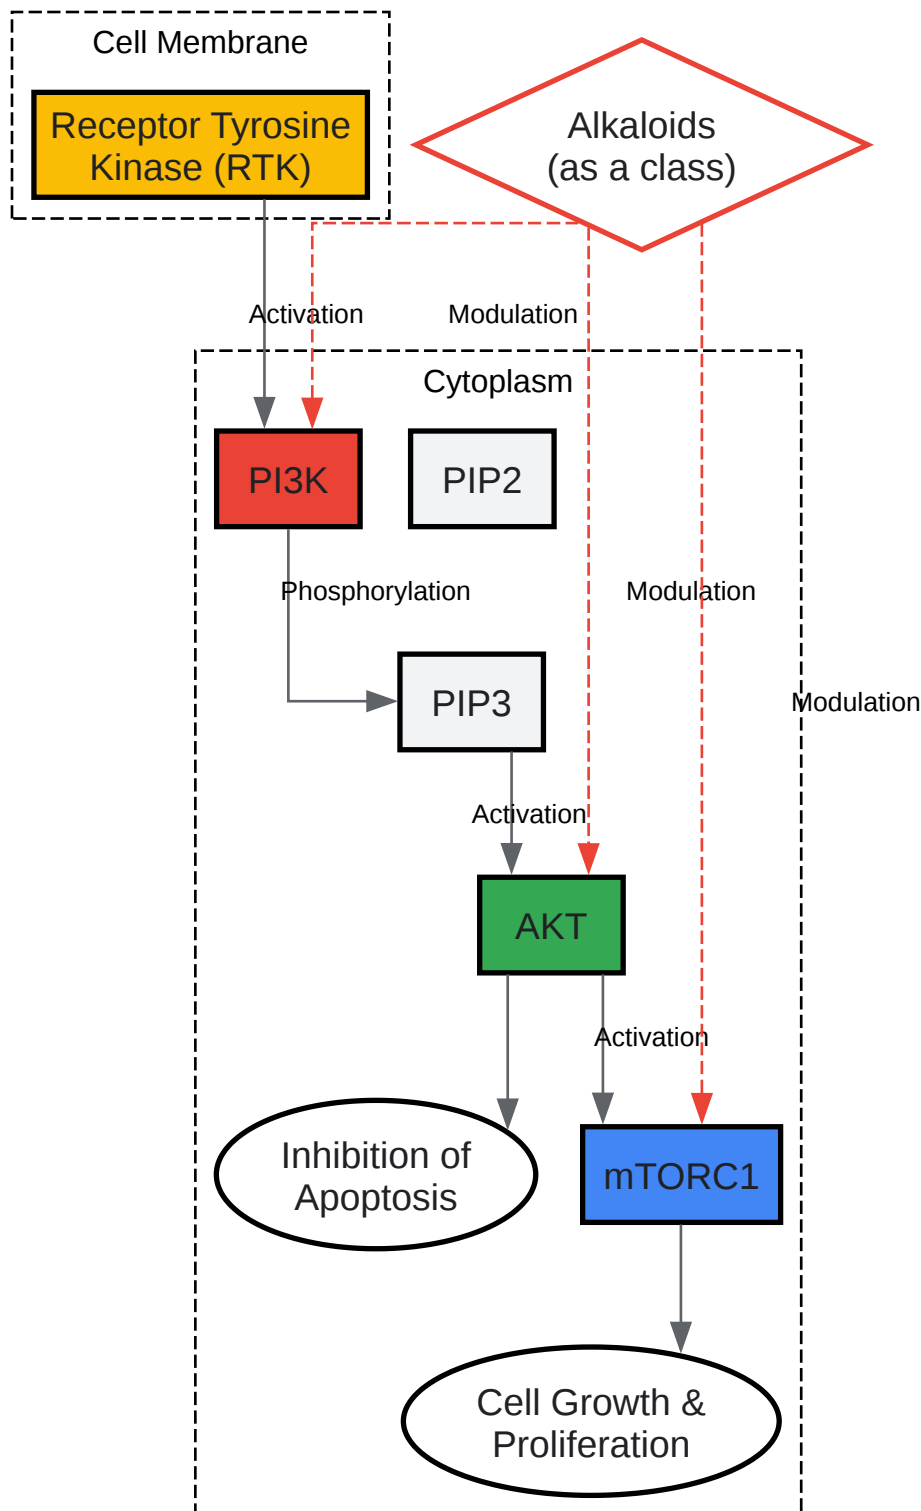 Cell Membrane
Receptor Tyrosine
Kinase (RTK)
Alkaloids
(as a class)
Activation
Modulation
Cytoplasm
PI3K
PIP2
Phosphorylation
Modulation
PIP3
Modulation
Activation
AKT
Activation
Inhibition of
Apoptosis
mTORC1
Cell Growth &
Proliferation